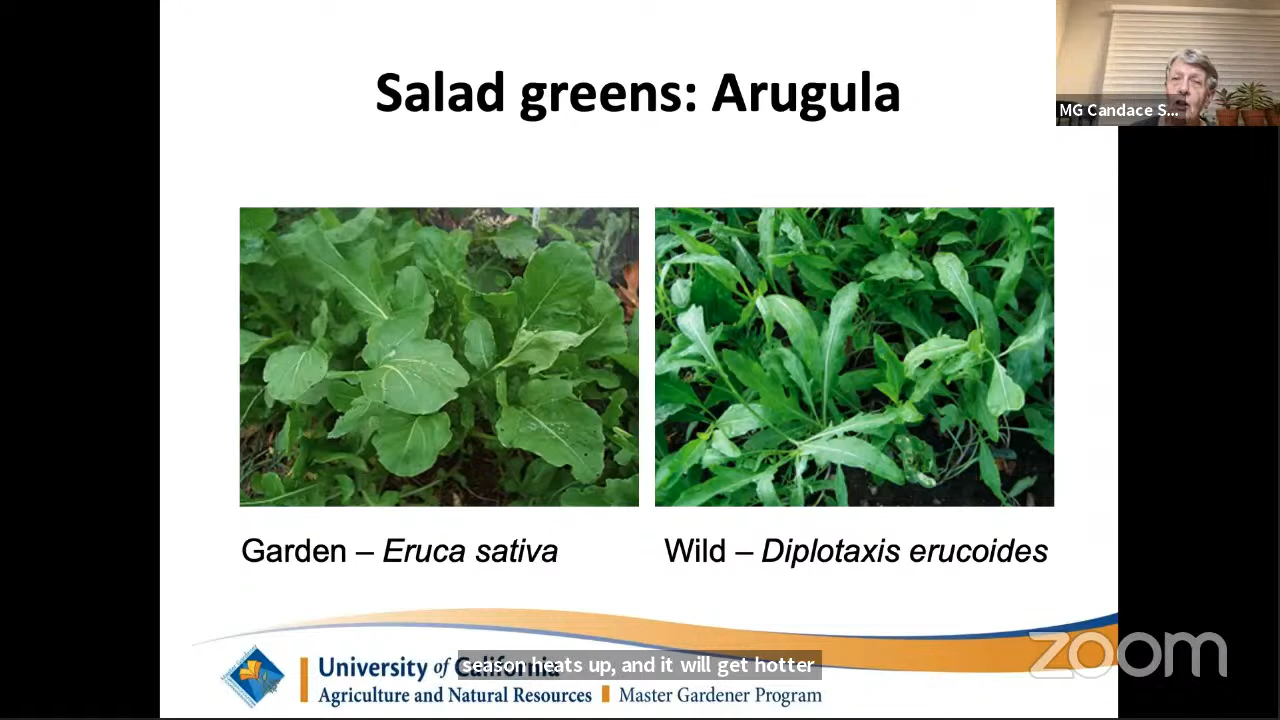 Salad greens: Arugula
MG Candace S...
Garden – Eruca sativa
Wild – Diplotaxis erucoides
University of California
season heats up, and it will get hotter
Agriculture and Natural Resources
Master Gardener Program
zoom